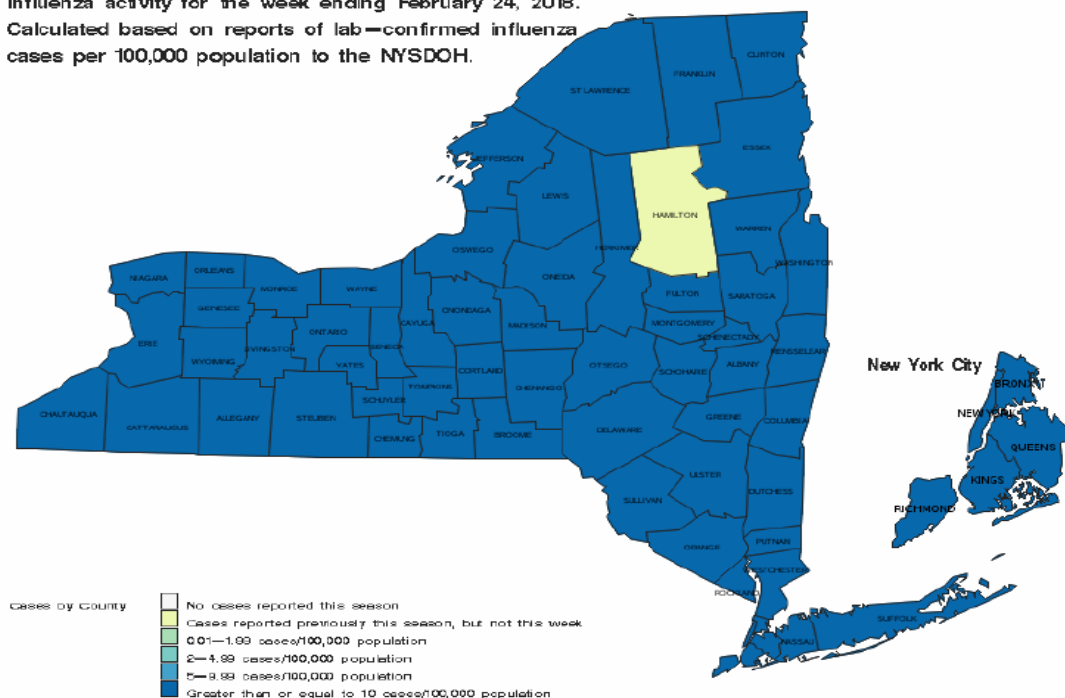 Influenza activity for the week ending February 24, 2018.
Calculated based on reports of lab-confirmed influenza
cases per 100,000 population to the NYSDOH.
CLINTON
FRANKLIN
ST LAWRENCE
ESSEX
JEFFERSON
LEWIS
HAMILTON
WARREN
HERKIMER
OSWEGO
WASHINGTON
ONEIDA
ORLEANS
NIAGARA
MONROE
WAYNE
FULTON
SARATOGA
GENESEE
ONONDAGA
CAYUGA
MADISON
MONTGOMERY
ONTARIO
SCHENECTADY
ERIE
LIVINGSTON
SENECA
RENSSELAER
WYOMING
YATES
OTSEGO
ALBANY
CORTLAND
SCHOHARIE
New York City
TOMPKINS
CHENANGO
BRONX
SCHUYLER
CHAUTAUQUA
NEW YORK
CATTARAUGUS
ALLEGANY
STEUBEN
GREENE
COLUMBIA
CHEMUNG
TIOGA
BROOME
DELAWARE
QUEENS
ULSTER
KINGS
DUTCHESS
SULLIVAN
RICHMOND
PUTNAM
ORANGE
WESTCHESTER
ROCKLAND
SUFFOLK
NASSAU
Cases by County
No cases reported this season
Cases reported previously this season, but not this week
0.01-1.99 cases/100,000 population
2-4.99 cases/100,000 population
5-9.99 cases/100,000 population
Greater than or equal to 10 cases/100,000 population